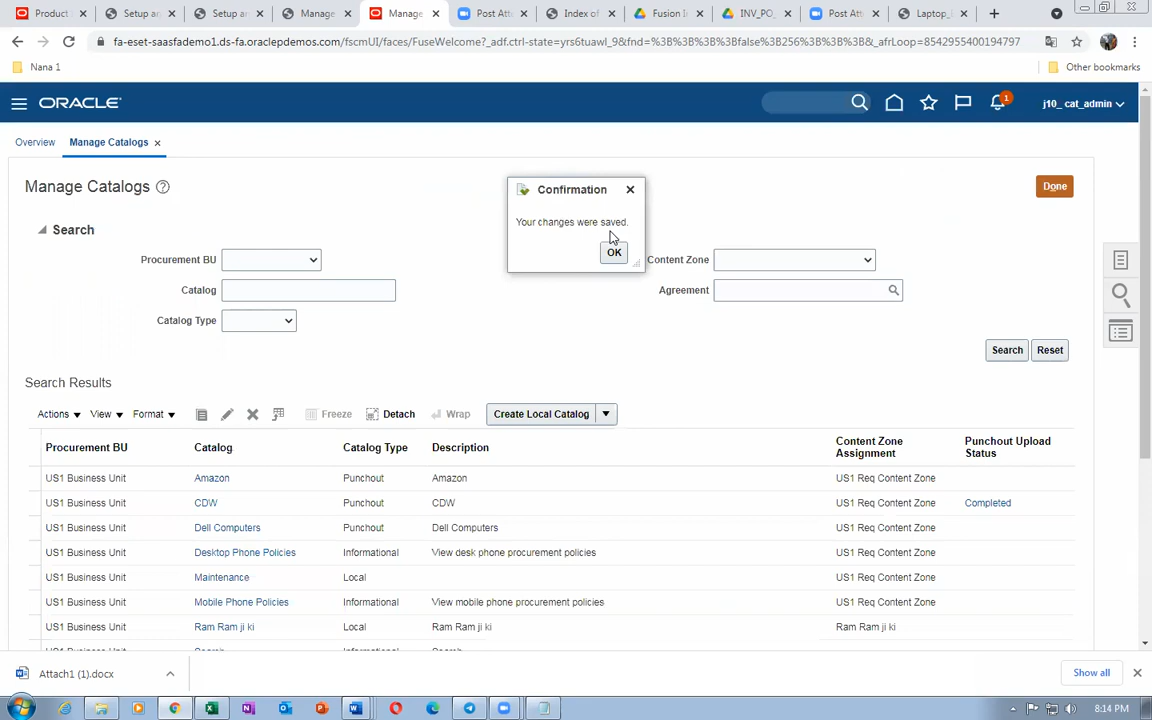 Product
Setup an
Setup an
Manage
Manage
Post Att
Index of
Fusion I
INV_PO_
Post Att
Laptop_L
fa-eset-saasfademo1.ds-fa.oraclepdemos.com/fscmUI/faces/FuseWelcome?_adf.ctrl-state=yrs6tuawl_9&fnd=%3B%3B%3B%3Bfalse%3B256%3B%3B%3B&_afrLoop=8542955400194797
Nana 1
Other bookmarks
ORACLE
1
j10_ cat_admin
Overview
Manage Catalogs
Manage Catalogs
Done
Confirmation
Your changes were saved.
OK
Search
Procurement BU
Content Zone
Catalog
Agreement
Catalog Type
Search Reset
Search Results
Actions View Format Freeze Detach Wrap Create Local Catalog
Procurement BU Catalog Catalog Type Description Content Zone Assignment Punchout Upload Status
US1 Business Unit Amazon Punchout Amazon US1 Req Content Zone
US1 Business Unit CDW Punchout CDW US1 Req Content Zone Completed
US1 Business Unit Dell Computers Punchout Dell Computers US1 Req Content Zone
US1 Business Unit Desktop Phone Policies Informational View desk phone procurement policies US1 Req Content Zone
US1 Business Unit Maintenance Local US1 Req Content Zone
US1 Business Unit Mobile Phone Policies Informational View mobile phone procurement policies US1 Req Content Zone
US1 Business Unit Ram Ram ji ki Local Ram Ram ji ki Ram Ram ji ki
Attach1 (1).docx
Show all
8:14 PM